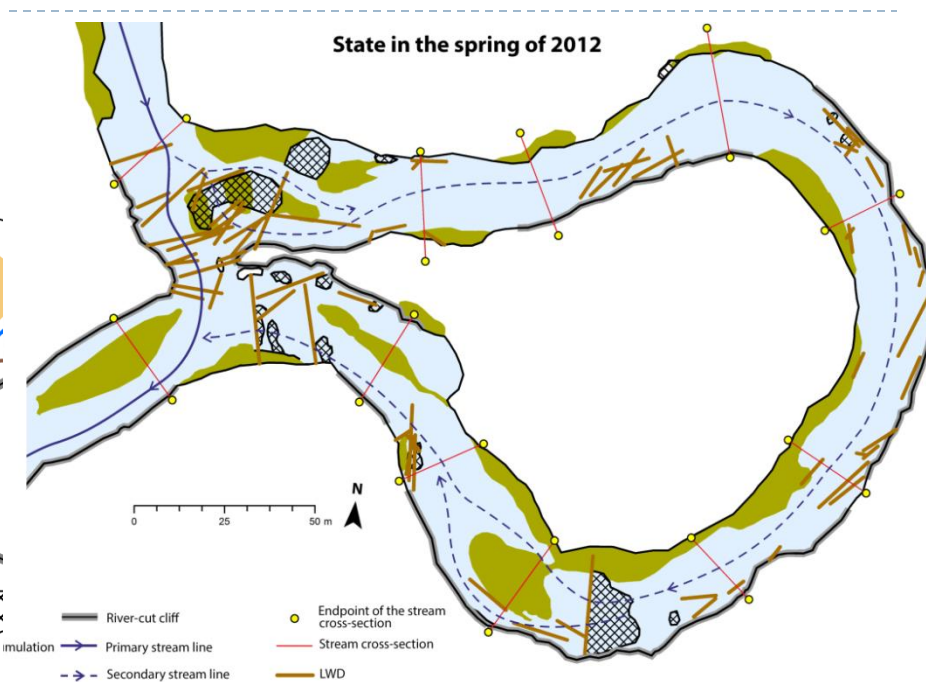 State in the spring of 2012
N
0 25 50 m
River-cut cliff
Primary stream line
Secondary stream line
Endpoint of the stream
cross-section
Stream cross-section
LWD